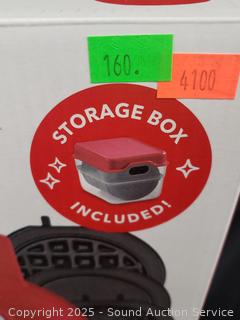 160.
4100
STORAGE BOX
INCLUDED!
Copyright 2025 - Sound Auction Service